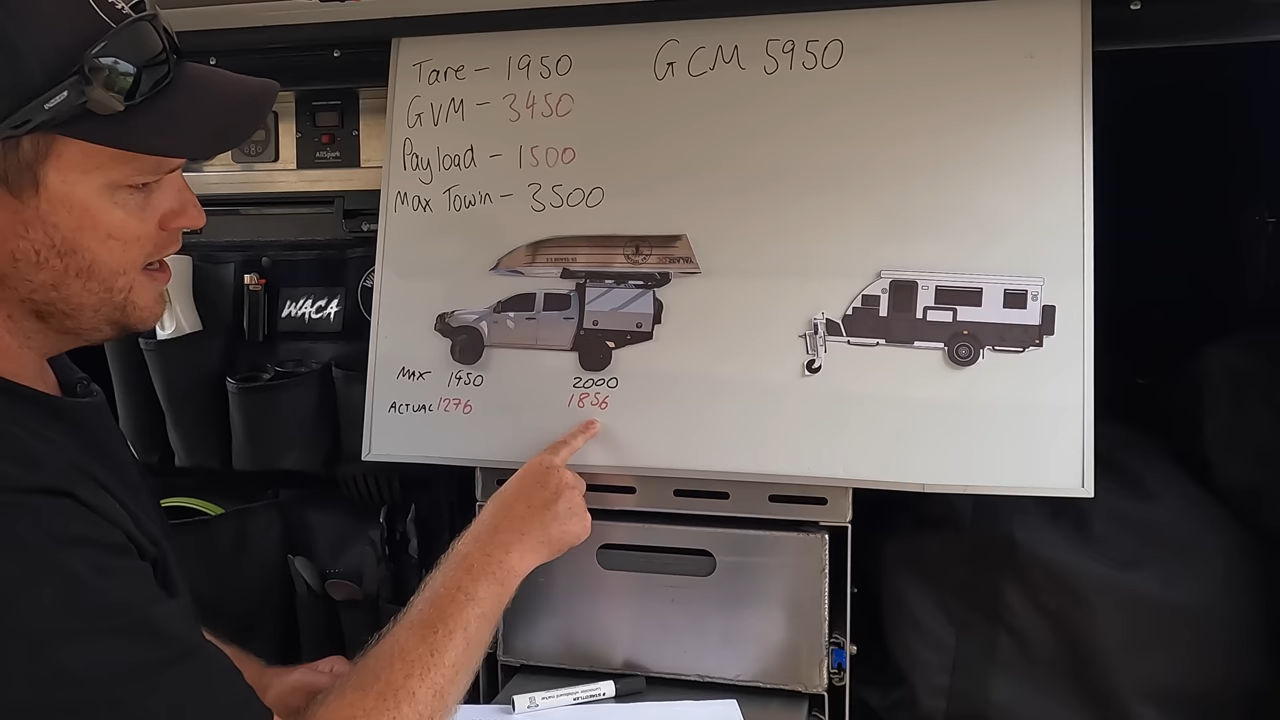 Tare - 1950
GVM - 3450
Payload - 1500
Max Towin - 3500
GCM 5950
MAX 1450 2000
ACTUAL 1276 1856
WACA
AllSpark
STAEDTLER